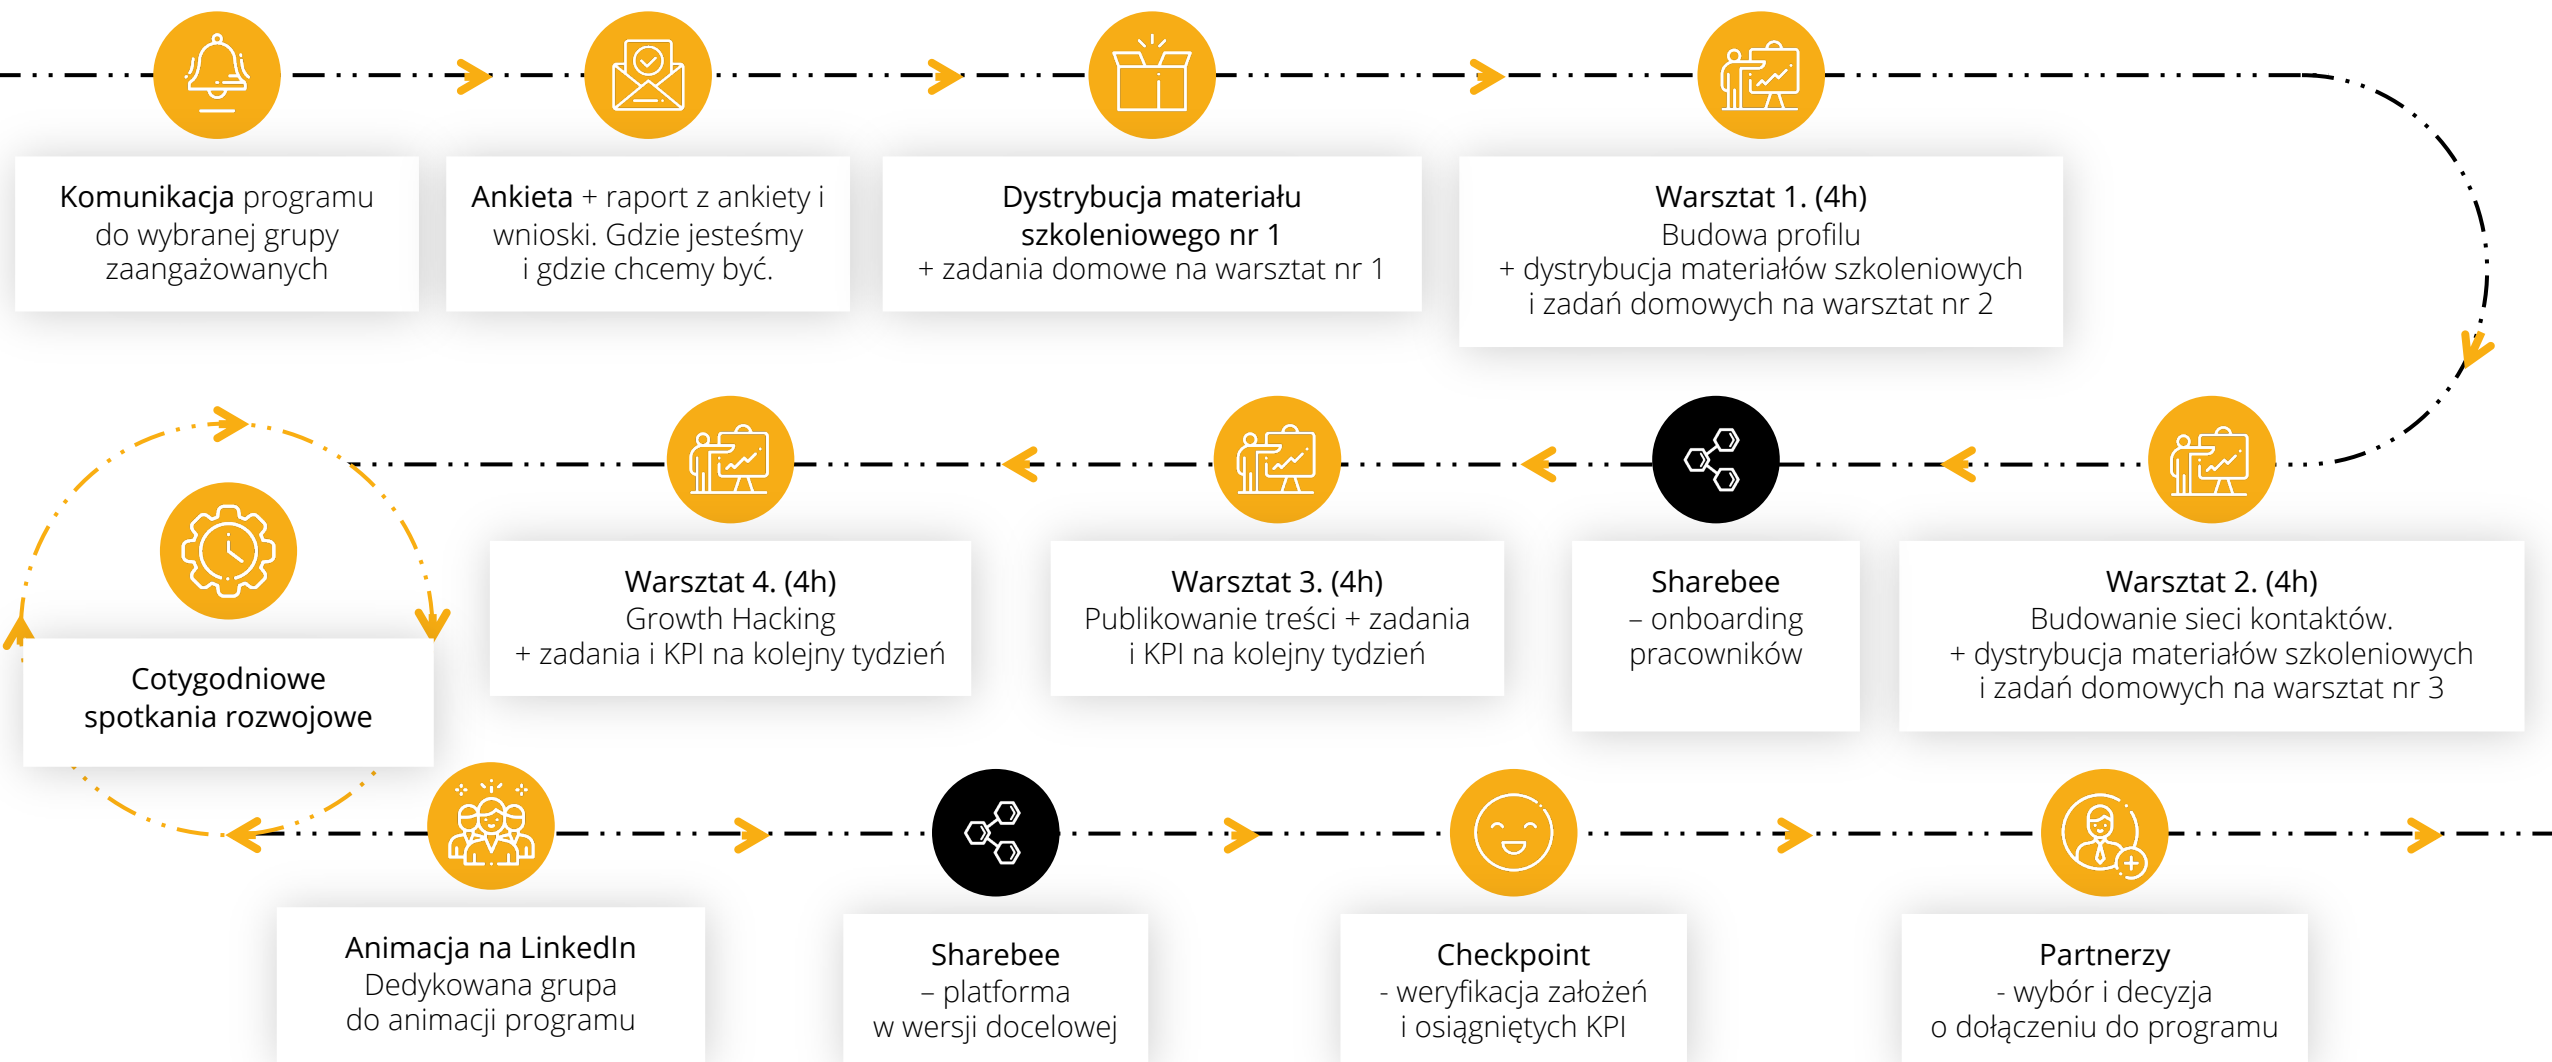 Komunikacja programu
do wybranej grupy
zaangażowanych
Ankieta + raport z ankiety i
wnioski. Gdzie jesteśmy
i gdzie chcemy być.
Dystrybucja materiału
szkoleniowego nr 1
+ zadania domowe na warsztat nr 1
Warsztat 1. (4h)
Budowa profilu
+ dystrybucja materiałów szkoleniowych
i zadań domowych na warsztat nr 2
Warsztat 2. (4h)
Budowanie sieci kontaktów.
+ dystrybucja materiałów szkoleniowych
i zadań domowych na warsztat nr 3
Sharebee
– onboarding
pracowników
Warsztat 3. (4h)
Publikowanie treści + zadania
i KPI na kolejny tydzień
Warsztat 4. (4h)
Growth Hacking
+ zadania i KPI na kolejny tydzień
Cotygodniowe
spotkania rozwojowe
Animacja na LinkedIn
Dedykowana grupa
do animacji programu
Sharebee
– platforma
w wersji docelowej
Checkpoint
- weryfikacja założeń
i osiągniętych KPI
Partnerzy
- wybór i decyzja
o dołączeniu do programu